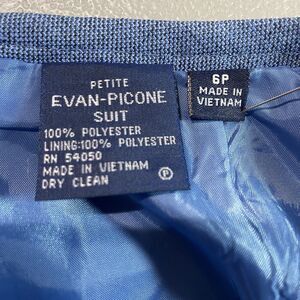 PETITE
EVAN-PICONE
SUIT
100% POLYESTER
LINING:100% POLYESTER
RN 54050
MADE IN VIETNAM
DRY CLEAN
P
6P
MADE IN
VIETNAM